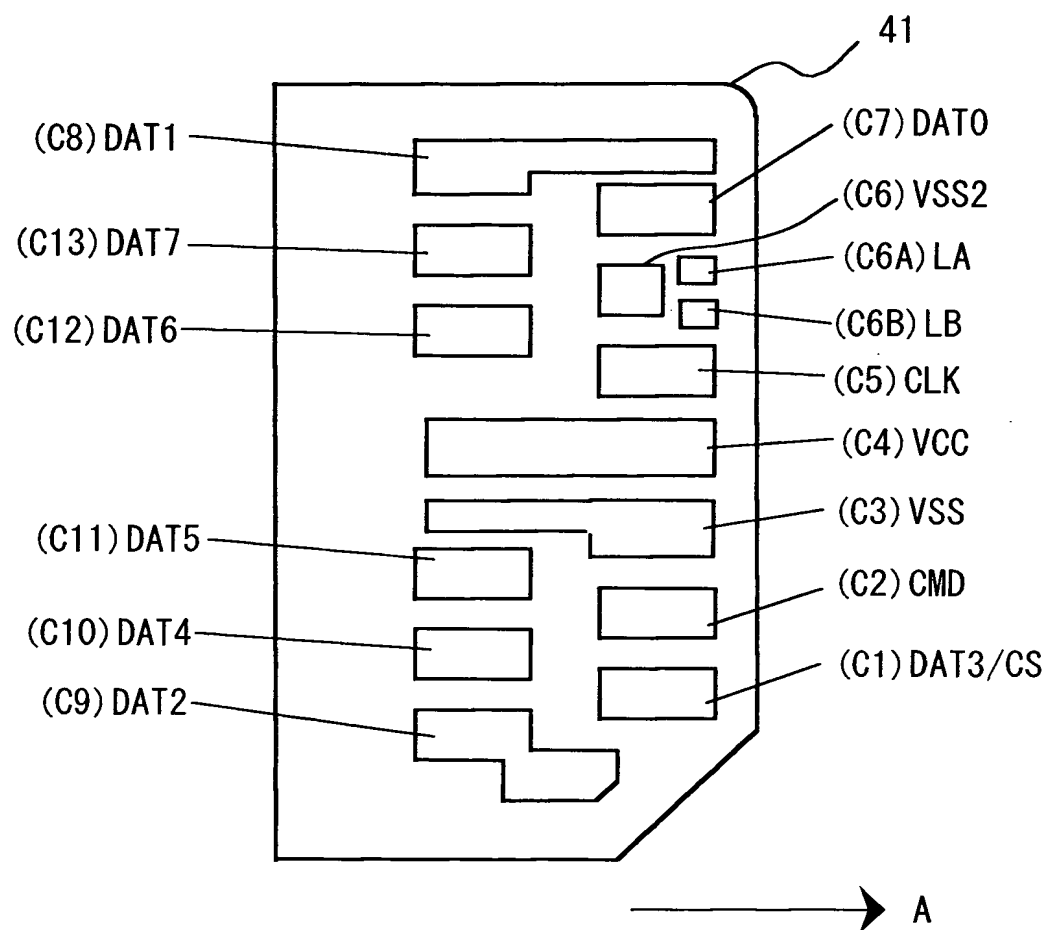 41
(C8) DAT1
(C7) DAT0
(C6) VSS2
(C13) DAT7
(C6A) LA
(C12) DAT6
(C6B) LB
(C5) CLK
(C4) VCC
(C3) VSS
(C11) DAT5
(C2) CMD
(C10) DAT4
(C1) DAT3/CS
(C9) DAT2
A